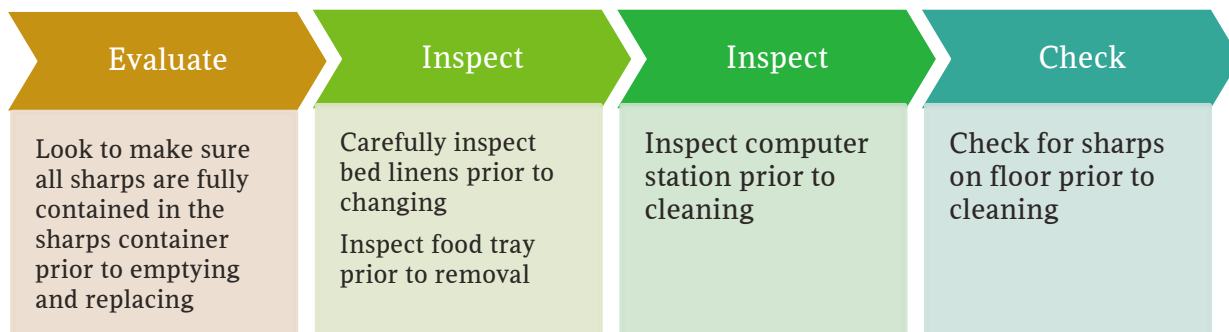 Evaluate
Look to make sure
all sharps are fully
contained in the
sharps container
prior to emptying
and replacing
Inspect
Carefully inspect
bed linens prior to
changing
Inspect food tray
prior to removal
Inspect
Inspect computer
station prior to
cleaning
Check
Check for sharps
on floor prior to
cleaning